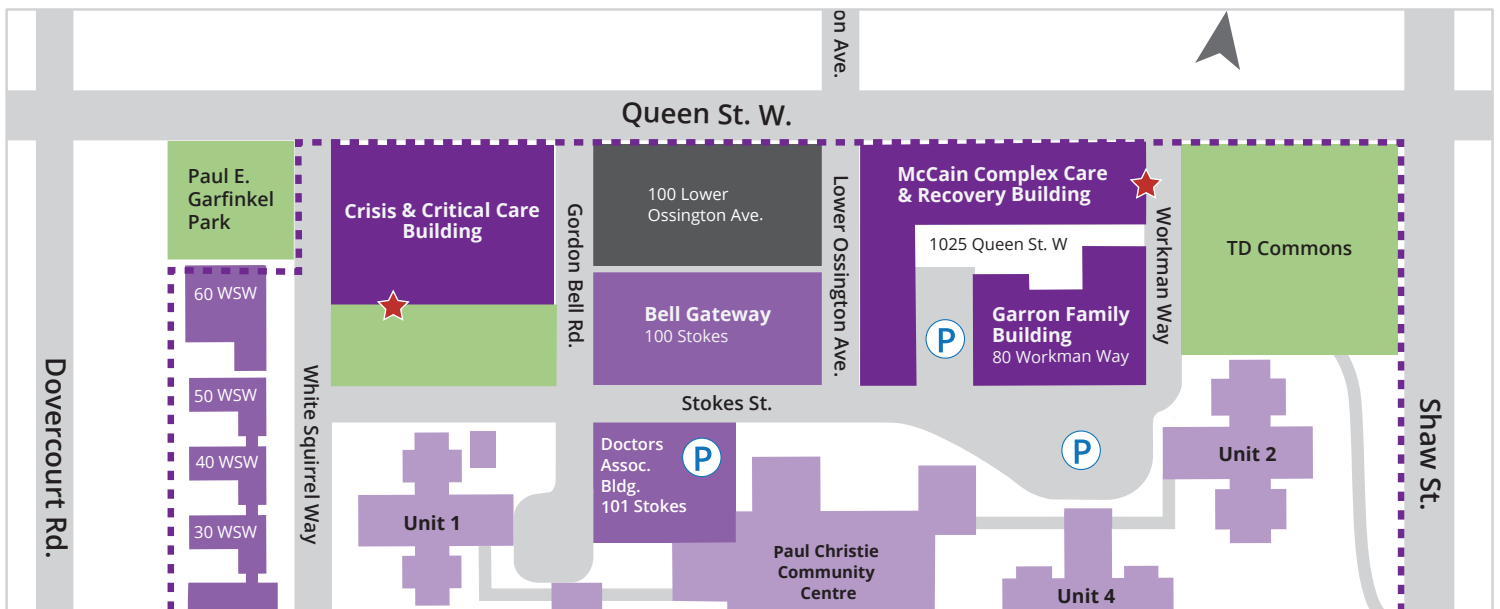 on Ave.
Queen St. W.
Paul E.
Garfinkel
Park
Crisis & Critical Care
Building
Gordon Bell Rd.
100 Lower
Ossington Ave.
Lower Ossington Ave.
McCain Complex Care
& Recovery Building
1025 Queen St. W
Workman Way
TD Commons
60 WSW
Bell Gateway
100 Stokes
P
Garron Family
Building
80 Workman Way
Dovercourt Rd.
White Squirrel Way
50 WSW
Stokes St.
Shaw St.
40 WSW
Doctors
Assoc.
Bldg.
101 Stokes
P
P
Unit 2
30 WSW
Unit 1
Paul Christie
Community
Centre
Unit 4